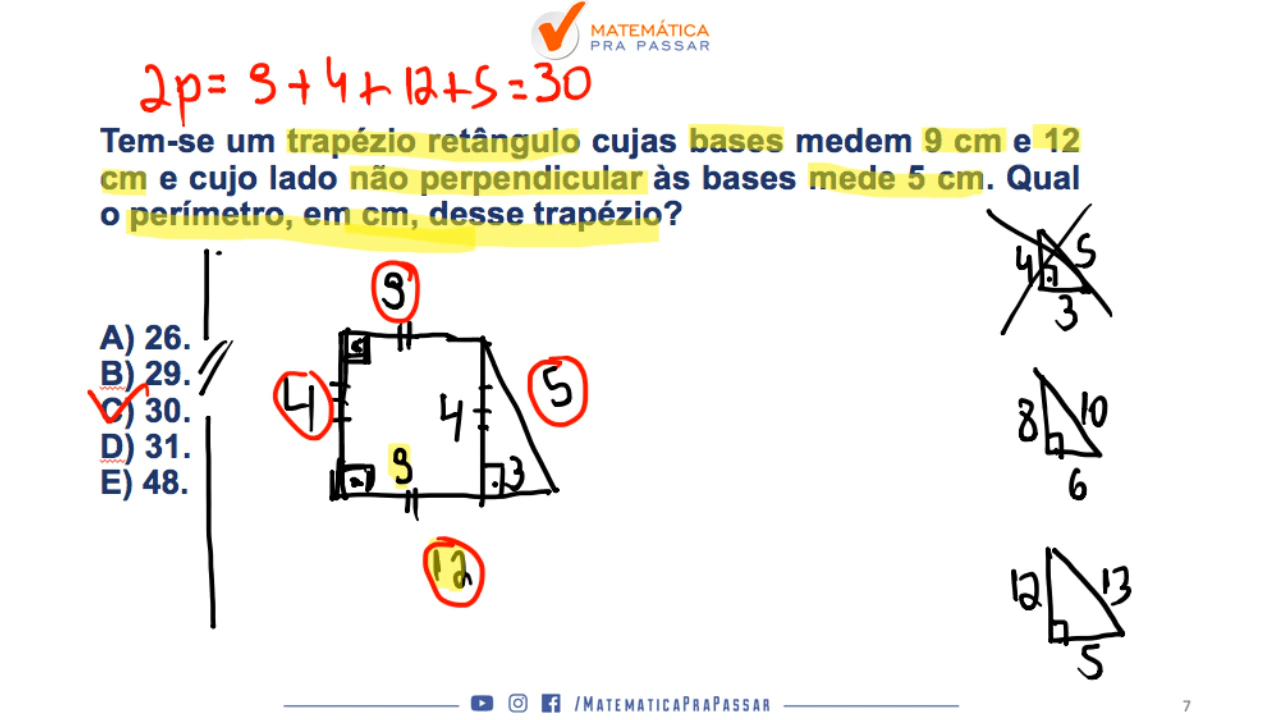 MATEMÁTICA
PRA PASSAR
2p = 9 + 4 + 12 + 5 = 30
Tem-se um trapézio retângulo cujas bases medem 9 cm e 12
cm e cujo lado não perpendicular às bases mede 5 cm. Qual
o perímetro, em cm, desse trapézio?
A) 26.
B) 29.
C) 30.
D) 31.
E) 48.
9
4
4
5
9
3
12
4
5
3
8
10
6
12
13
5
/MatematicaPraPassar
7